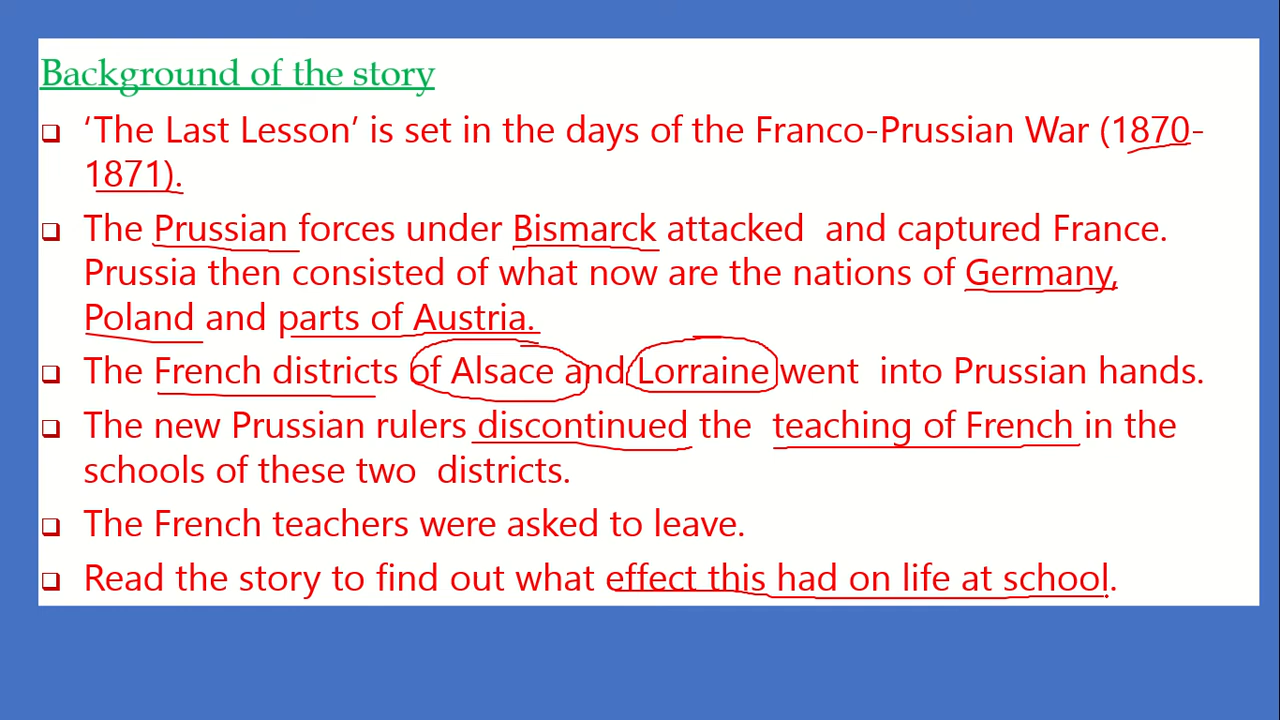 Background of the story
❑ ‘The Last Lesson’ is set in the days of the Franco-Prussian War (1870-
1871).
❑ The Prussian forces under Bismarck attacked and captured France.
Prussia then consisted of what now are the nations of Germany,
Poland and parts of Austria.
❑ The French districts of Alsace and Lorraine went into Prussian hands.
❑ The new Prussian rulers discontinued the teaching of French in the
schools of these two districts.
❑ The French teachers were asked to leave.
❑ Read the story to find out what effect this had on life at school.